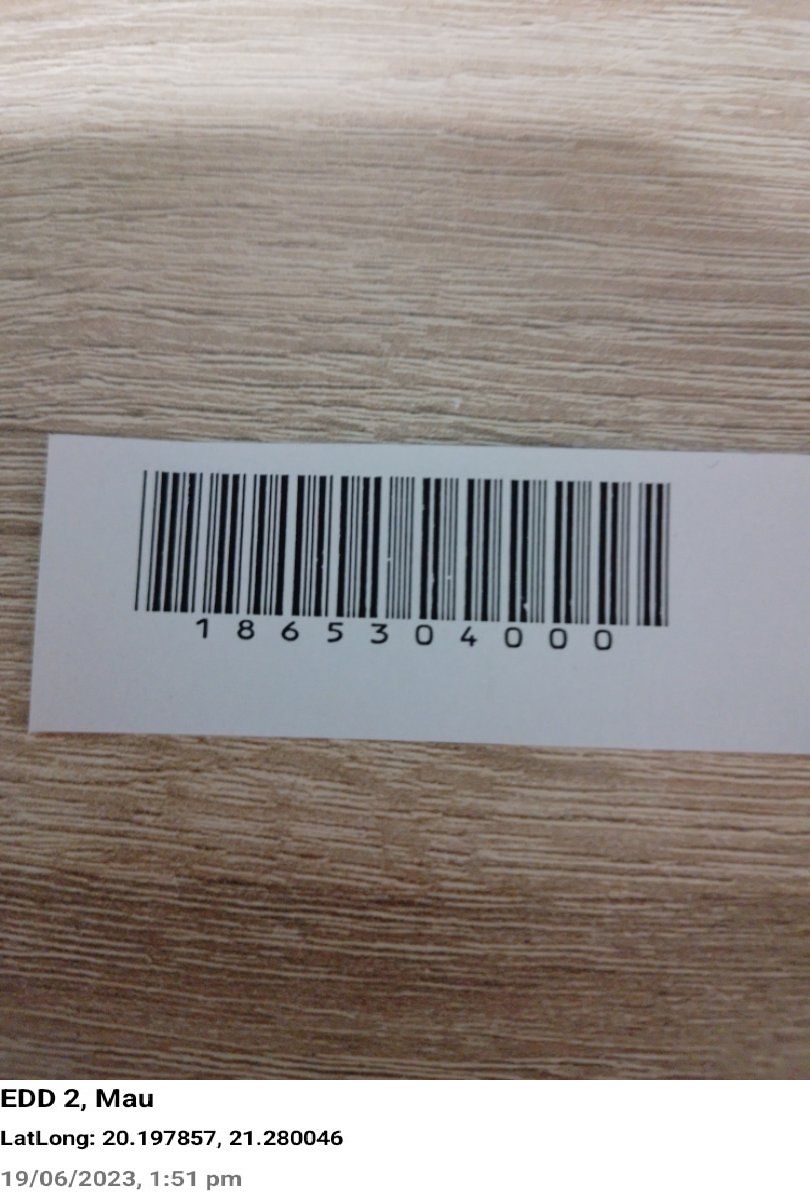 1865304000
EDD 2, Mau
LatLong: 20.197857, 21.280046
19/06/2023, 1:51 pm